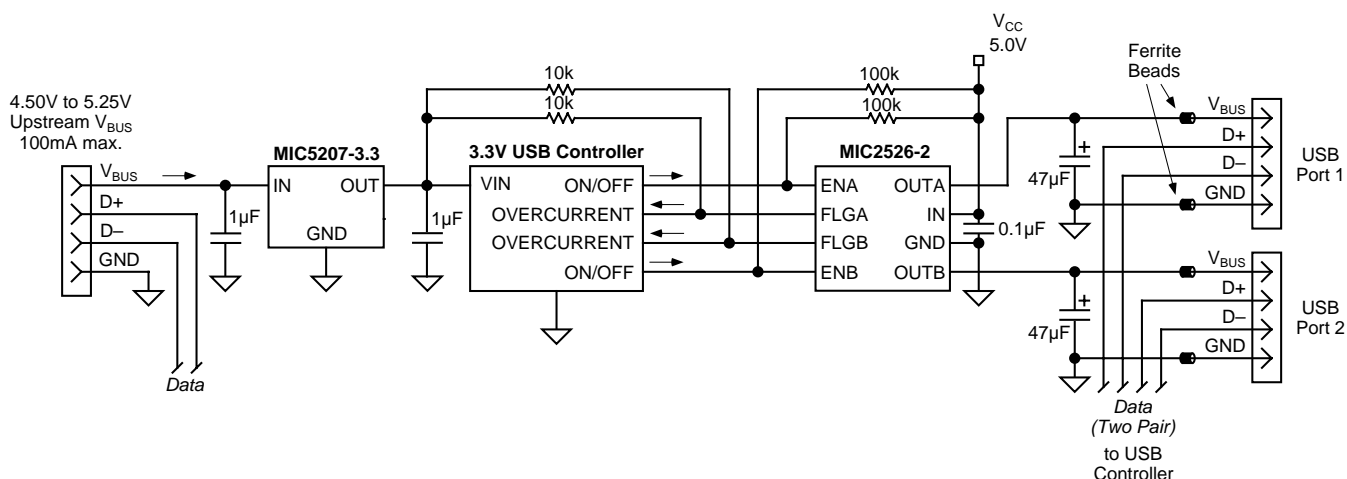 4.50V to 5.25V
Upstream VBUS
100mA max.
VBUS
D+
D–
GND
Data
1µF
MIC5207-3.3
IN
OUT
GND
1µF
10k
10k
3.3V USB Controller
VIN
ON/OFF
OVERCURRENT
OVERCURRENT
ON/OFF
100k
100k
MIC2526-2
ENA
OUTA
FLGA
IN
FLGB
GND
ENB
OUTB
VCC
5.0V
0.1µF
47µF
+
47µF
+
Ferrite
Beads
VBUS
D+
D–
GND
USB
Port 1
VBUS
D+
D–
GND
USB
Port 2
Data
(Two Pair)
to USB
Controller